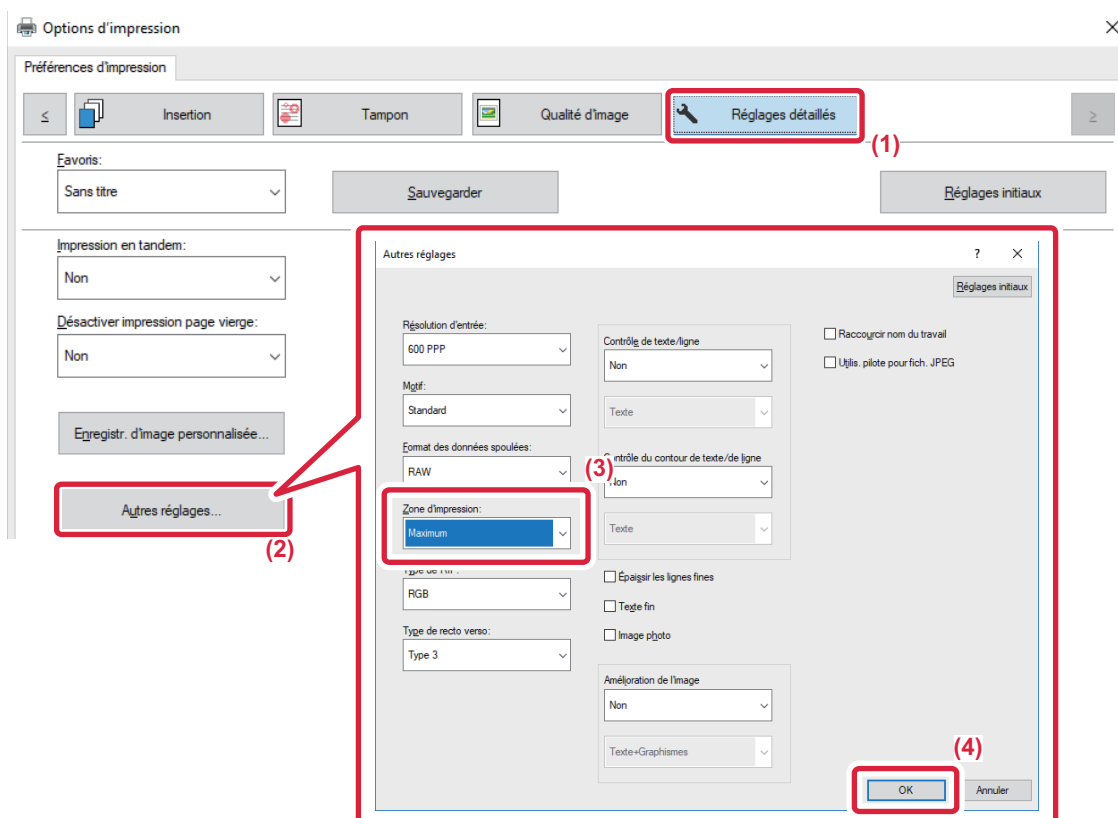 Options d'impression
Préférences d'impression
≤
Insertion
Tampon
Qualité d'image
Réglages détaillés
≥
(1)
Favoris:
Sans titre
Sauvegarder
Réglages initiaux
Impression en tandem:
Non
Désactiver impression page vierge:
Non
Enregistr. d'image personnalisée...
Autres réglages...
(2)
Autres réglages
?
Réglages initiaux
Résolution d'entrée:
600 PPP
Motif:
Standard
Format des données spoulées:
RAW
(3)
Zone d'impression:
Maximum
Type de
RGB
Type de recto verso:
Type 3
Contrôle de texte/ligne
Non
Texte
Contrôle du contour de texte/de ligne
Non
Texte
Épaissir les lignes fines
Texte fin
Image photo
Amélioration de l'image
Non
Texte+Graphismes
Raccourcir nom du travail
Utilis. pilote pour fich. JPEG
(4)
OK
Annuler